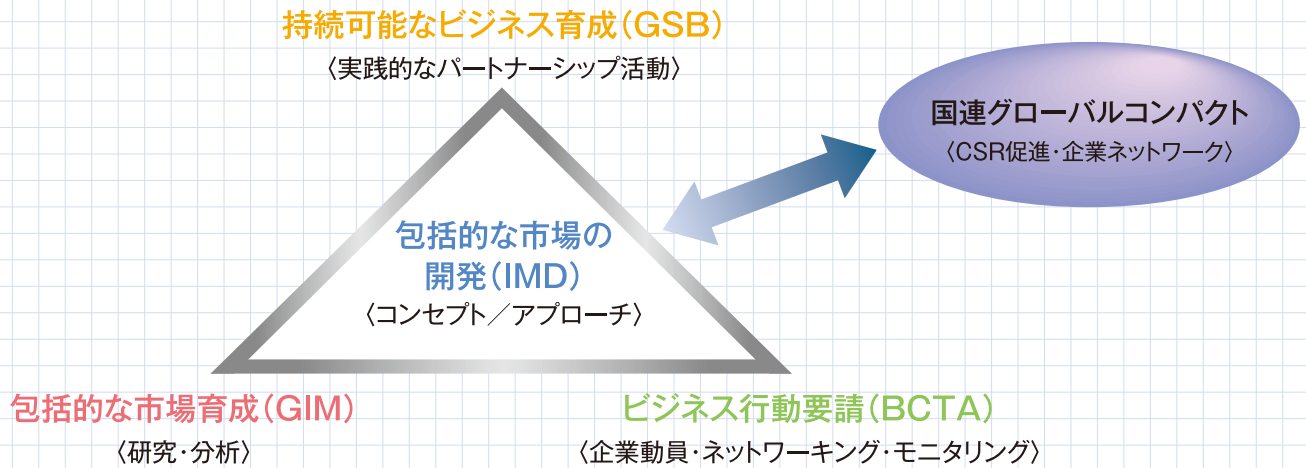 持続可能なビジネス育成（GSB）
〈実践的なパートナーシップ活動〉
国連グローバルコンパクト
〈CSR促進・企業ネットワーク〉
包括的な市場の
開発（IMD）
〈コンセプト／アプローチ〉
包括的な市場育成（GIM）
〈研究・分析〉
ビジネス行動要請（BCTA）
〈企業動員・ネットワーキング・モニタリング〉